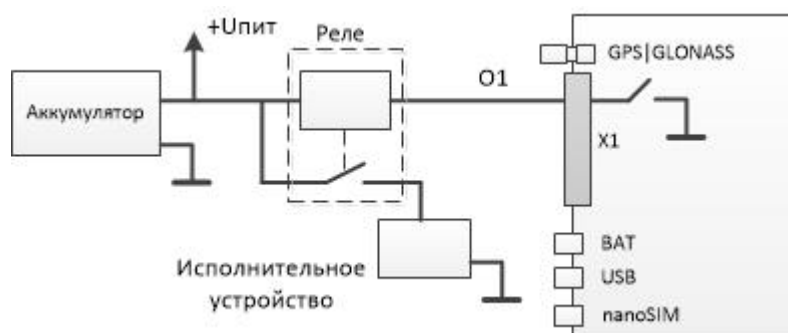 +Uпит
Реле
GPS|GLONASS
Аккумулятор
O1
X1
BAT
USB
nanoSIM
Исполнительное
устройство